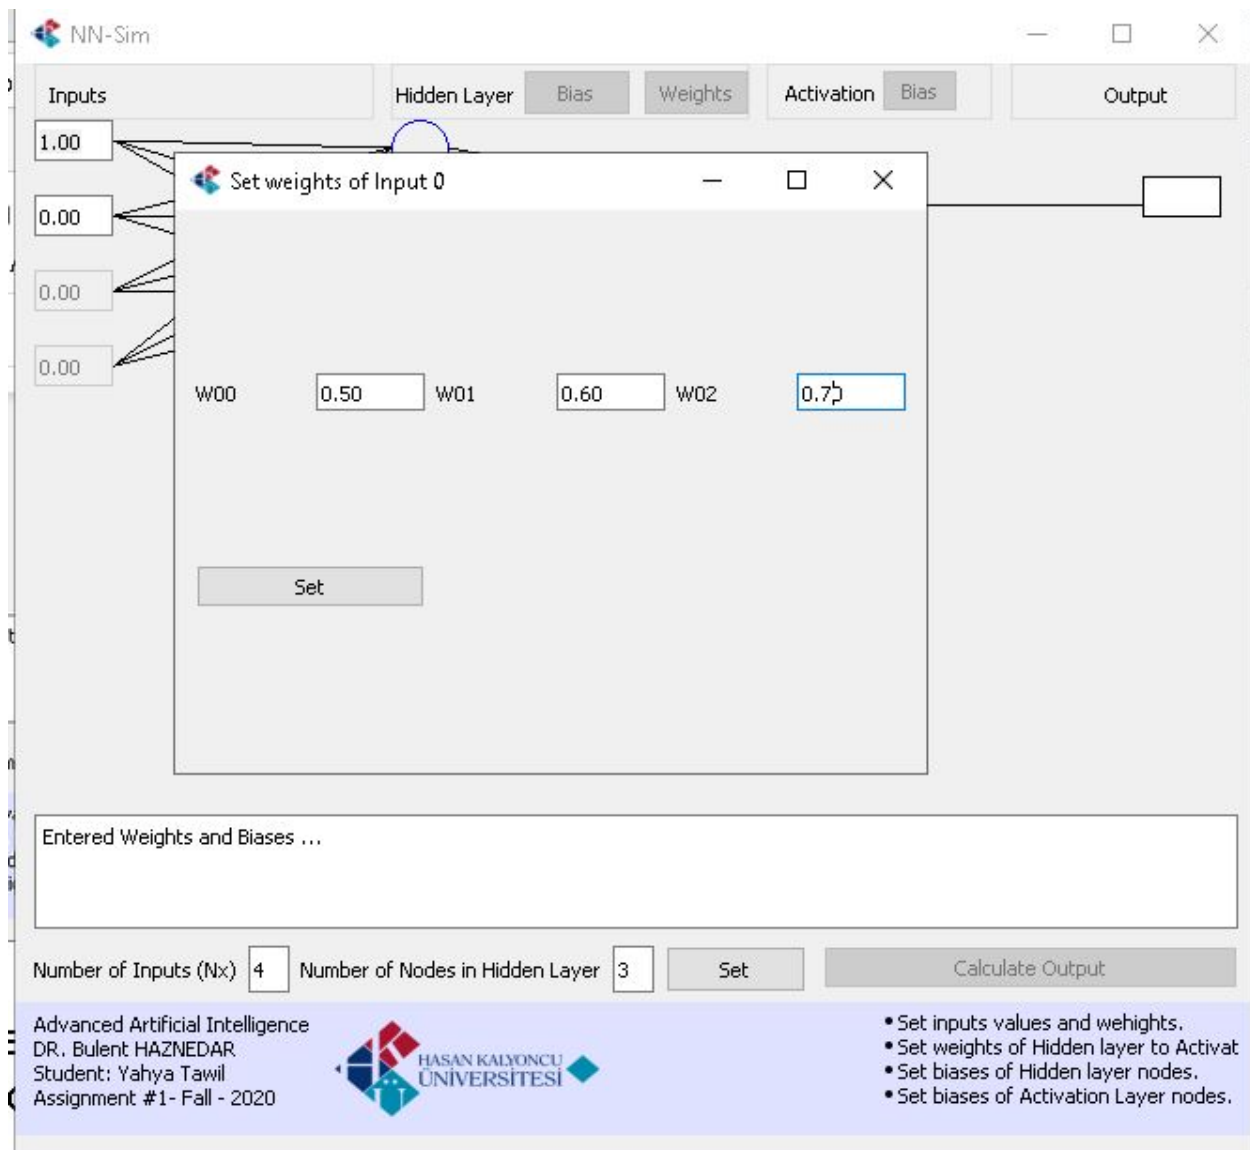 NN-Sim
Inputs
Hidden Layer
Bias
Weights
Activation
Bias
Output
1.00
0.00
0.00
0.00
Set weights of Input 0
W00
0.50
W01
0.60
W02
Set
Entered Weights and Biases ...
Number of Inputs (Nx)
4
Number of Nodes in Hidden Layer
3
Set
Calculate Output
Advanced Artificial Intelligence
DR. Bulent HAZNEDAR
Student: Yahya Tawil
Assignment #1- Fall - 2020
HASAN KALYONCU
ÜNİVERSİTESİ
• Set inputs values and wehights.
• Set weights of Hidden layer to Activat
• Set biases of Hidden layer nodes.
• Set biases of Activation Layer nodes.